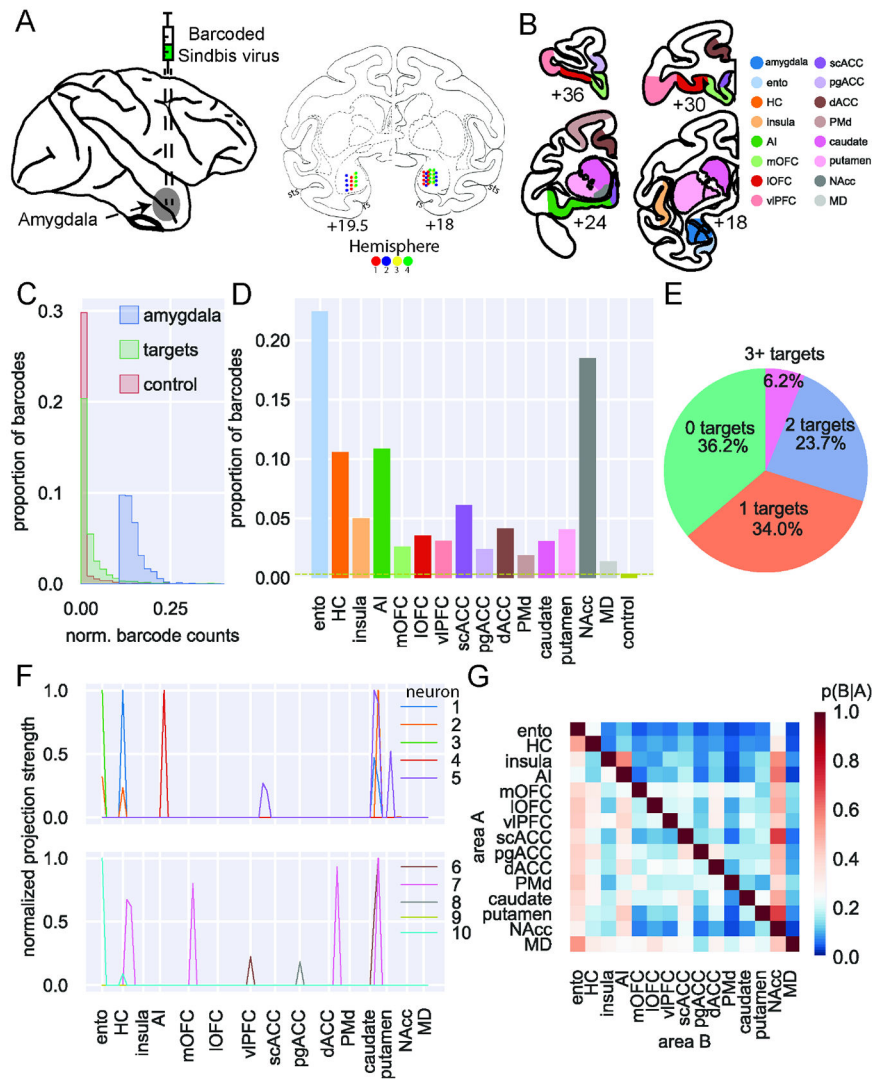 A
Barcoded
Sindbis virus
Amygdala
sts
rs
rs
sts
+19.5
+18
Hemisphere
1 2 3 4
B
+36
+30
+24
+18
amygdala
ento
HC
insula
AI
mOFC
lOFC
vlPFC
scACC
pgACC
dACC
PMd
caudate
putamen
NAcc
MD
C
proportion of barcodes
0.3
0.2
0.1
0.0
0.00
0.25
norm. barcode counts
amygdala
targets
control
D
proportion of barcodes
0.20
0.15
0.10
0.05
0.00
ento
HC
insula
AI
mOFC
lOFC
vlPFC
scACC
pgACC
dACC
PMd
caudate
putamen
NAcc
MD
control
E
3+ targets
6.2%
0 targets
36.2%
2 targets
23.7%
1 targets
34.0%
F
normalized projection strength
1.0
0.5
0.0
neuron
1
2
3
4
5
1.0
0.5
0.0
6
7
8
9
10
ento
HC
insula
AI
mOFC
lOFC
vlPFC
scACC
pgACC
dACC
PMd
caudate
putamen
NAcc
MD
G
p(B|A)
1.0
0.8
0.6
0.4
0.2
0.0
area A
ento
HC
insula
AI
mOFC
lOFC
vlPFC
scACC
pgACC
dACC
PMd
caudate
putamen
NAcc
MD
ento
HC
insula
AI
mOFC
lOFC
vlPFC
scACC
pgACC
dACC
PMd
caudate
putamen
NAcc
MD
area B